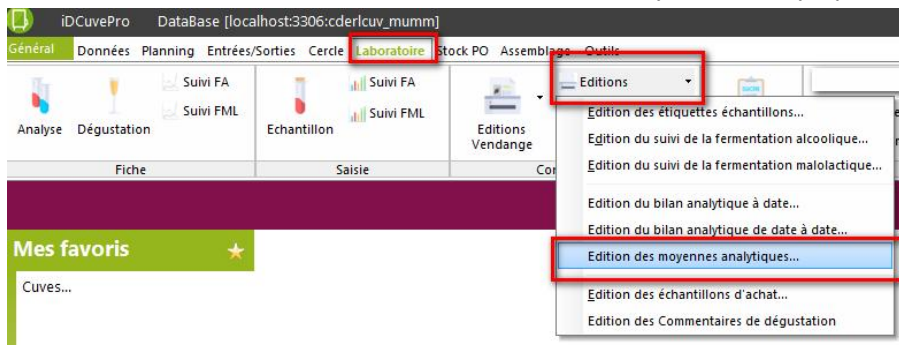 iDCuvePro DataBase [localhost:3306:cderlcuv_mumm]
Général Données Planning Entrées/Sorties Cercle Laboratoire Stock PO Assemblage Outils
Analyse
Dégustation
Suivi FA
Suivi FML
Fiche
Echantillon
Suivi FA
Suivi FML
Saisie
Editions
Vendange
Editions
Edition des étiquettes échantillons...
Edition du suivi de la fermentation alcoolique...
Edition du suivi de la fermentation malolactique...
Edition du bilan analytique à date...
Edition du bilan analytique de date à date...
Edition des moyennes analytiques...
Edition des échantillons d'achat...
Edition des Commentaires de dégustation
Mes favoris
Cuves...